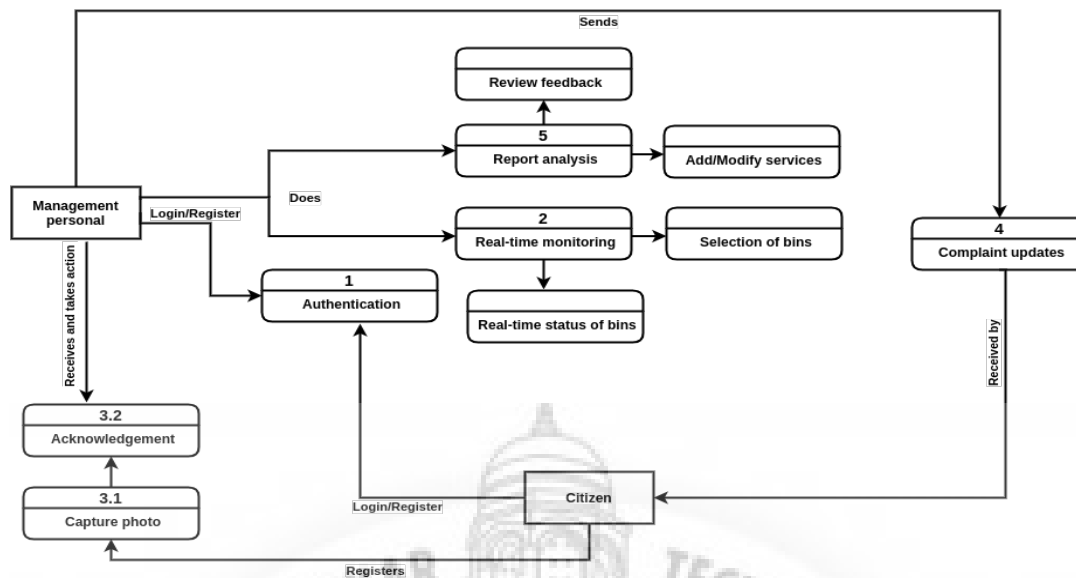 Sends
Review feedback
5
Report analysis
Add/Modify services
Management
personal
Login/Register
Does
2
Real-time monitoring
Selection of bins
4
Complaint updates
1
Authentication
Real-time status of bins
Receives and takes action
Received by
3.2
Acknowledgement
3.1
Capture photo
Citizen
Login/Register
Registers
TEC